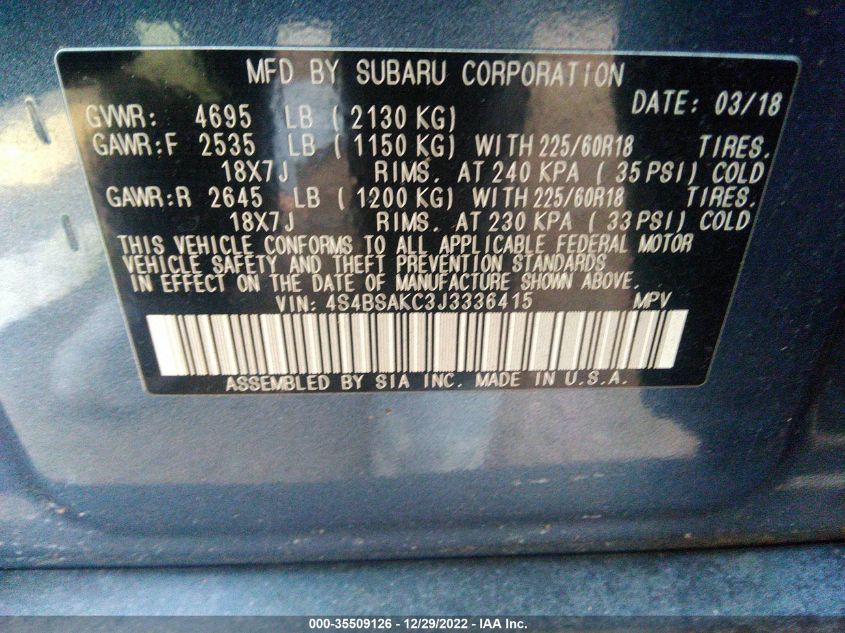 MFD BY SUBARU CORPORATION
DATE: 03/18
GVWR: 4695 LB ( 2130 KG)
GAWR:F 2535 LB ( 1150 KG) WITH 225/60R18 TIRES.
18X7J RIMS. AT 240 KPA ( 35 PSI) COLD
GAWR:R 2645 LB ( 1200 KG) WITH 225/60R18 TIRES.
18X7J RIMS. AT 230 KPA ( 33 PSI) COLD
THIS VEHICLE CONFORMS TO ALL APPLICABLE FEDERAL MOTOR
VEHICLE SAFETY AND THEFT PREVENTION STANDARDS
IN EFFECT ON THE DATE OF MANUFACTURE SHOWN ABOVE.
VIN: 4S4BSAKC3J3336415 MPV
ASSEMBLED BY SIA INC. MADE IN U.S.A.
000-35509126 - 12/29/2022 - IAA Inc.